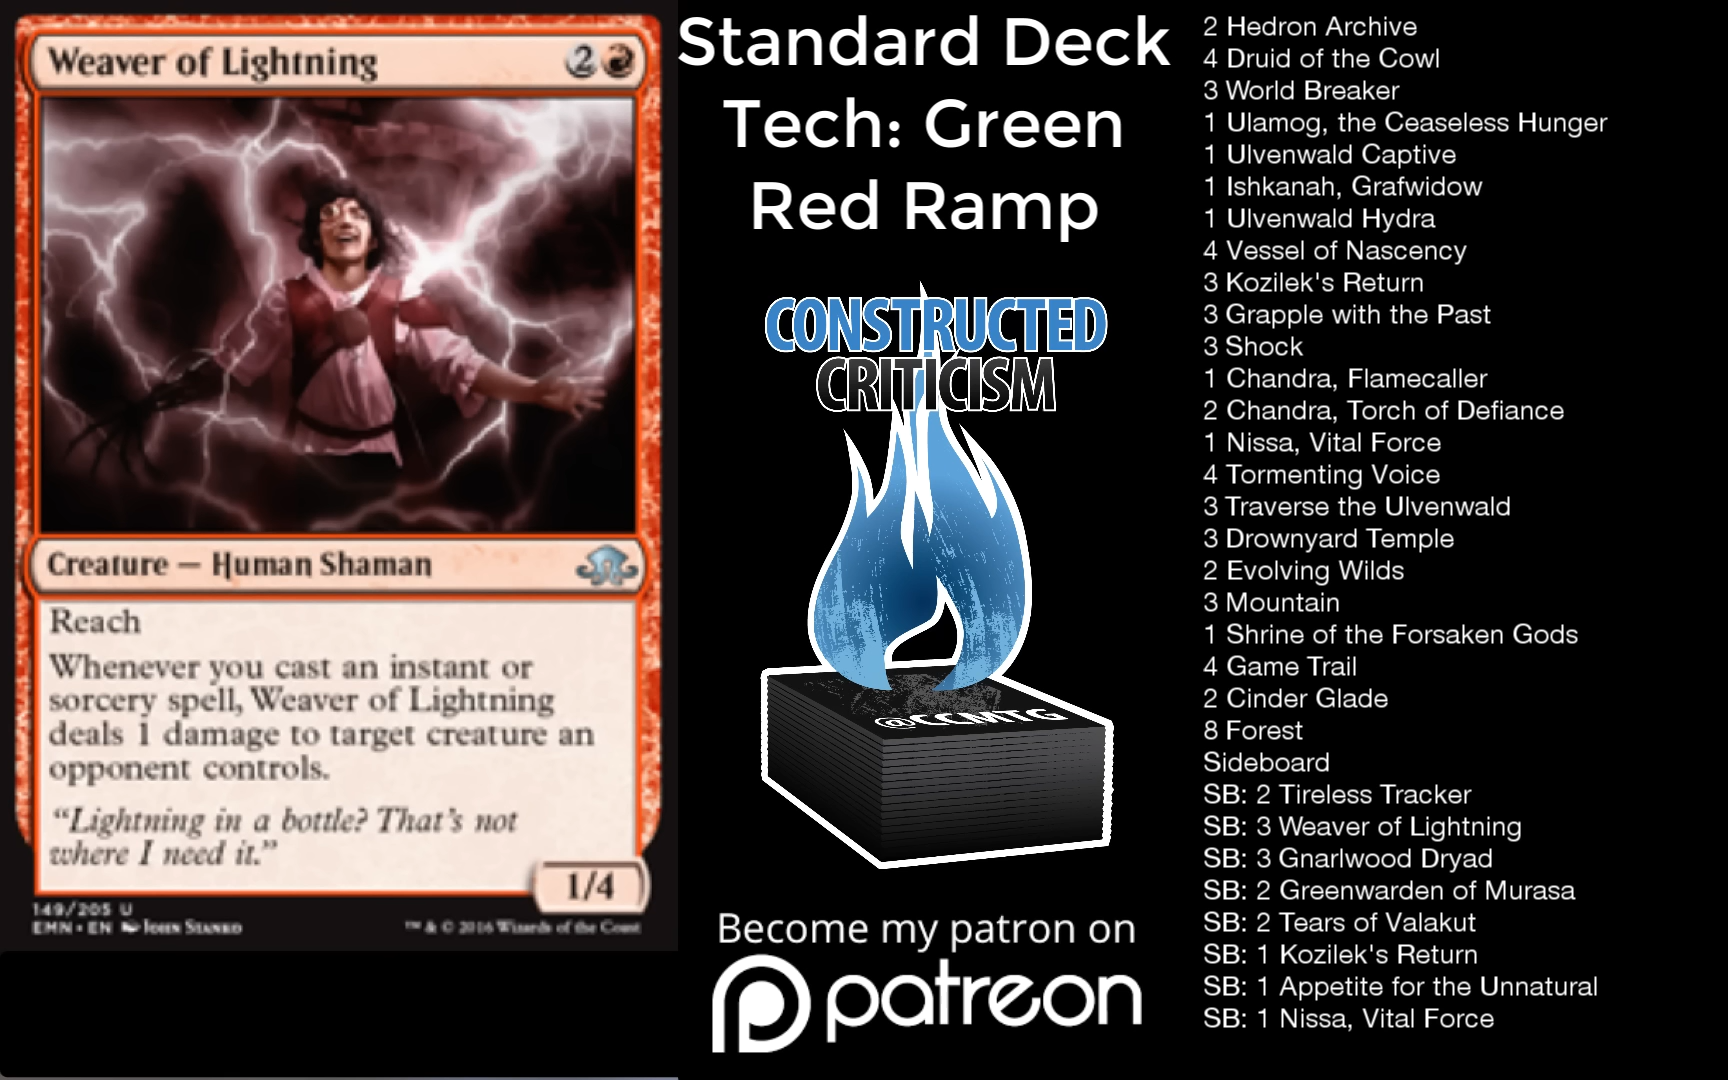 Weaver of Lightning 2
Reach
Creature — Human Shaman
Whenever you cast an instant or
sorcery spell, Weaver of Lightning
deals 1 damage to target creature an
opponent controls.
“Lightning in a bottle? That’s not
where I need it.”
1/4
149/205 U
EMN • EN John Stanko
™ & © 2016 Wizards of the Coast
Standard Deck
Tech: Green
Red Ramp
CONSTRUCTED
CRITICISM
@CCMTG
Become my patron on
patreon
2 Hedron Archive
4 Druid of the Cowl
3 World Breaker
1 Ulamog, the Ceaseless Hunger
1 Ulvenwald Captive
1 Ishkanah, Grafwidow
1 Ulvenwald Hydra
4 Vessel of Nascency
3 Kozilek's Return
3 Grapple with the Past
3 Shock
1 Chandra, Flamecaller
2 Chandra, Torch of Defiance
1 Nissa, Vital Force
4 Tormenting Voice
3 Traverse the Ulvenwald
3 Drownyard Temple
2 Evolving Wilds
3 Mountain
1 Shrine of the Forsaken Gods
4 Game Trail
2 Cinder Glade
8 Forest
Sideboard
SB: 2 Tireless Tracker
SB: 3 Weaver of Lightning
SB: 3 Gnarlwood Dryad
SB: 2 Greenwarden of Murasa
SB: 2 Tears of Valakut
SB: 1 Kozilek's Return
SB: 1 Appetite for the Unnatural
SB: 1 Nissa, Vital Force